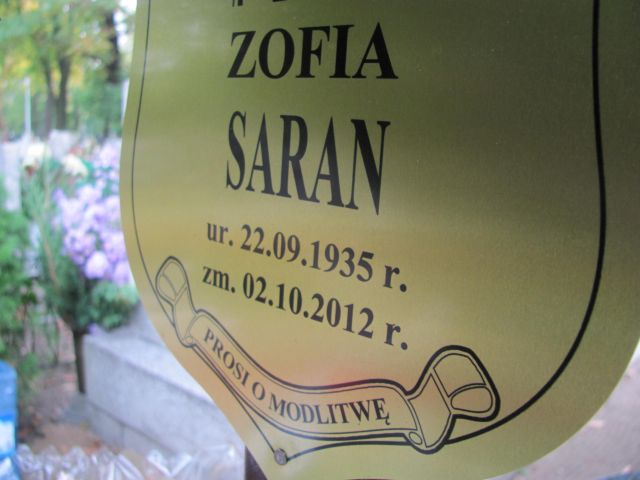 ZOFIA
SARAN
ur. 22.09.1935 r.
zm. 02.10.2012 r.
PROSI O MODLITWĘ